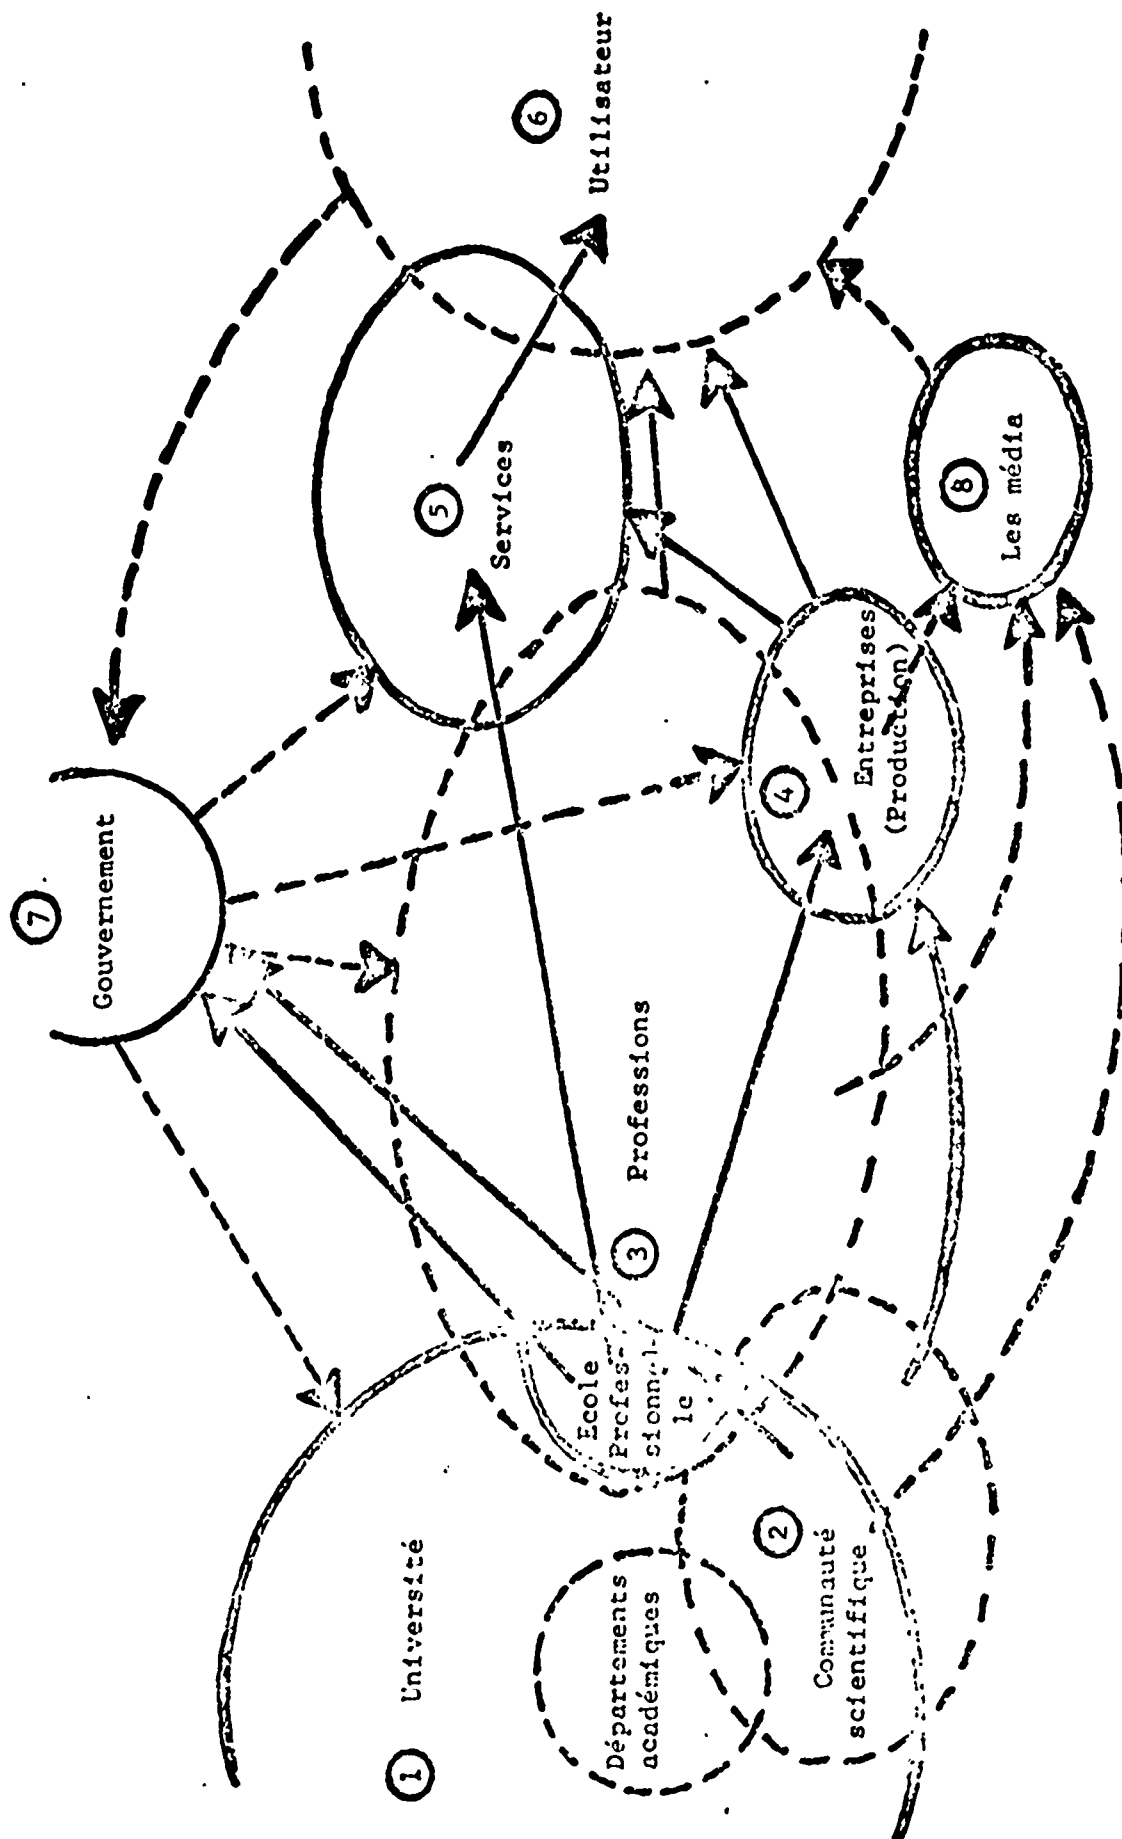 7
Gouvernement
1 Université
Départements
académiques
2
Communauté
scientifique
Ecole
Profes-
sionnel-
le
3 Professions
4
Entreprises
(Production)
5
Services
6
Utilisateur
8
Les média